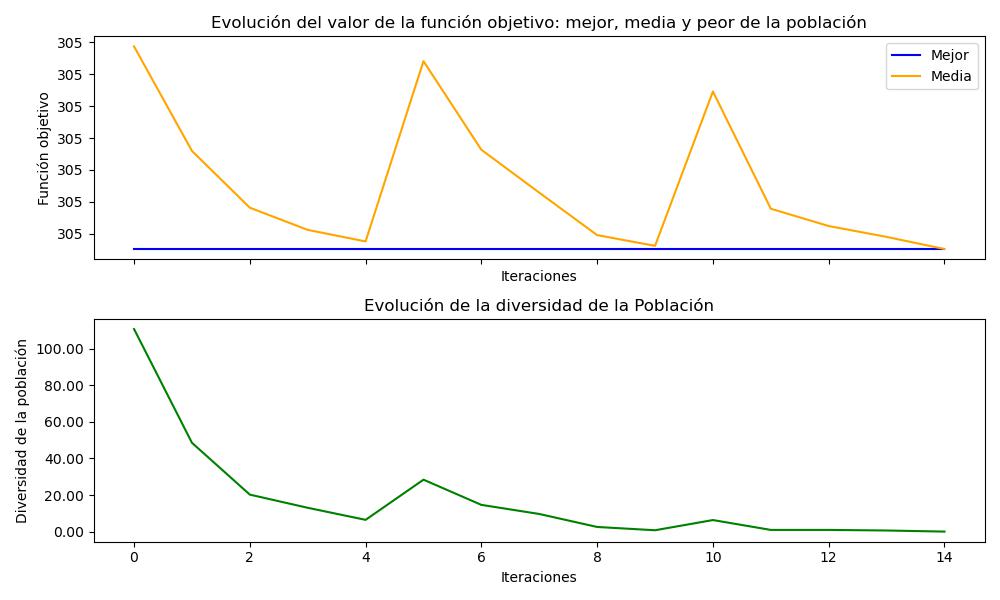 Evolución del valor de la función objetivo: mejor, media y peor de la población
305
305
305
305
305
305
305
Función objetivo
Mejor
Media
Iteraciones
Evolución de la diversidad de la Población
100.00
80.00
60.00
40.00
20.00
0.00
Diversidad de la población
0 2 4 6 8 10 12 14
Iteraciones